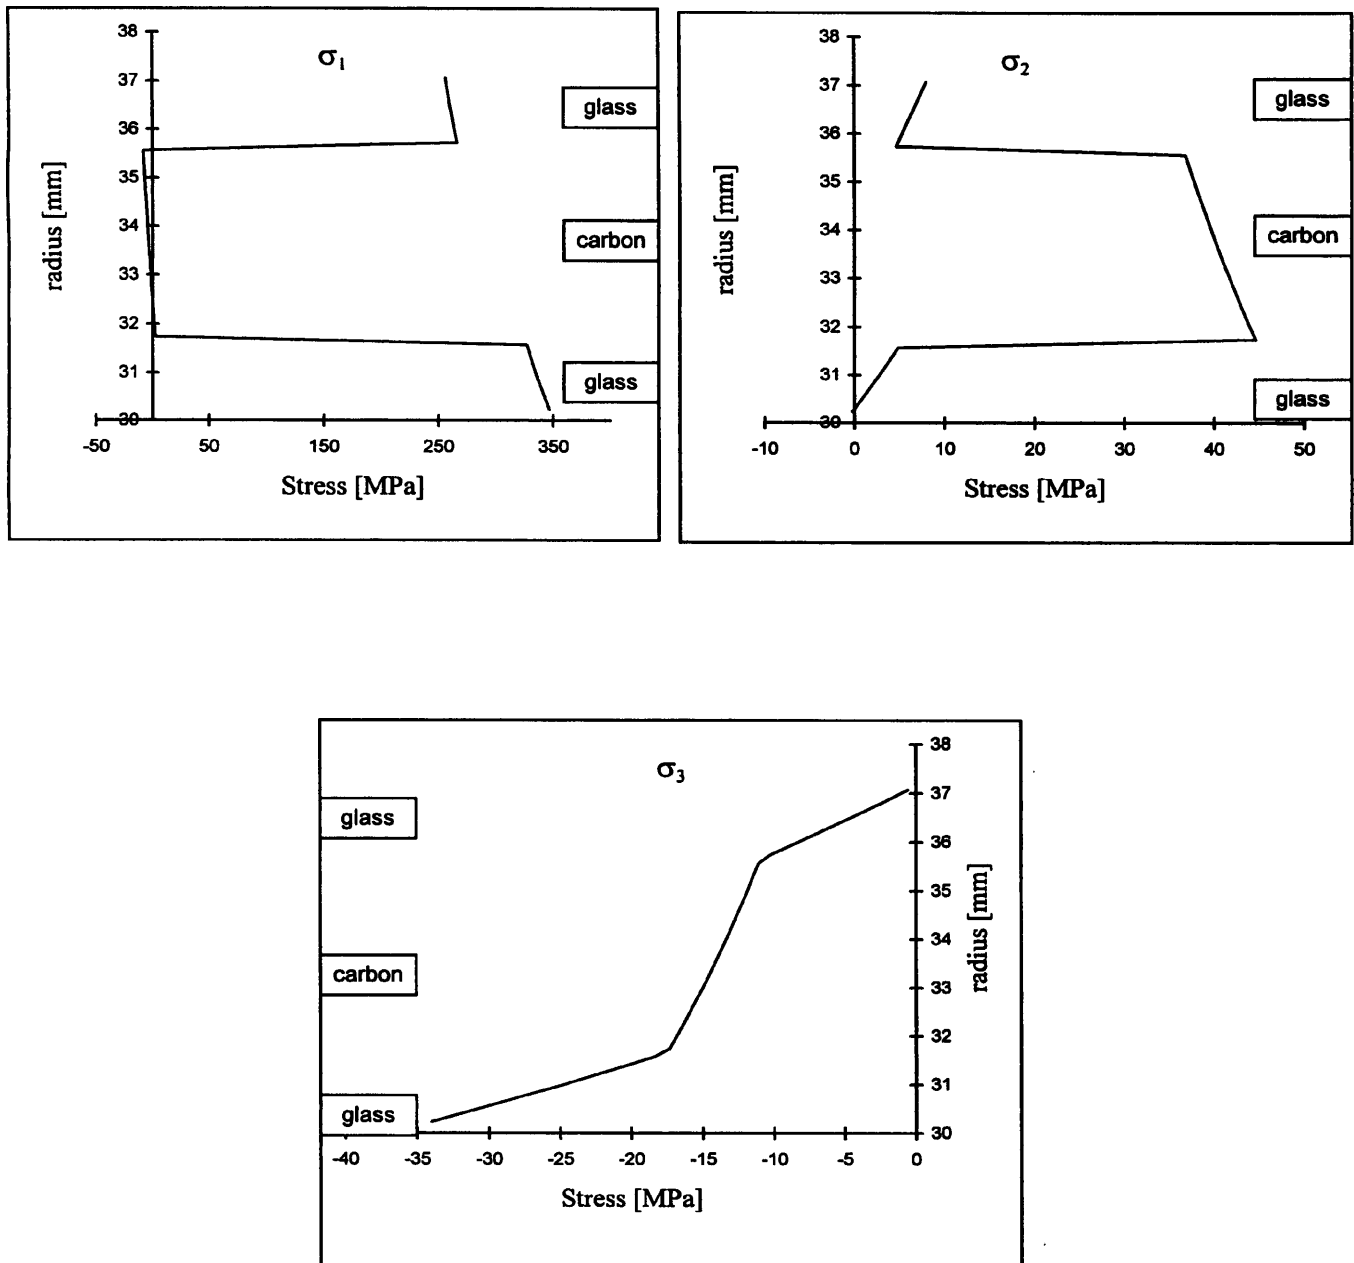 σ1
38
37
36
35
34
33
32
31
30
radius [mm]
glass
carbon
glass
-50
50
150
250
350
Stress [MPa]
σ2
38
37
36
35
34
33
32
31
30
radius [mm]
glass
carbon
glass
-10
0
10
20
30
40
50
Stress [MPa]
σ3
glass
carbon
glass
38
37
36
35
34
33
32
31
30
radius [mm]
-40
-35
-30
-25
-20
-15
-10
-5
0
Stress [MPa]